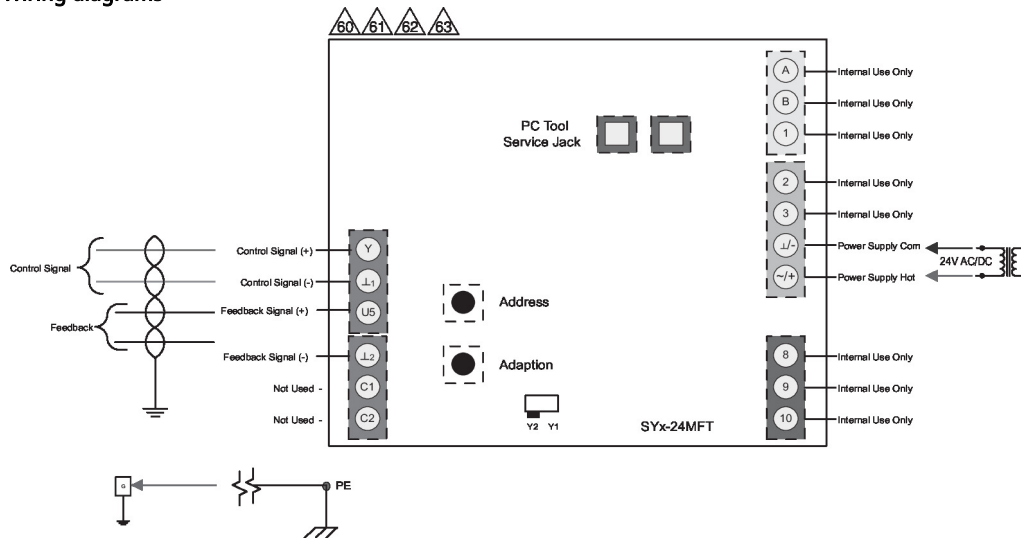 Wiring diagrams
60 61 62 63
A Internal Use Only
B Internal Use Only
1 Internal Use Only
PC Tool
Service Jack
2 Internal Use Only
3 Internal Use Only
⊥/- Power Supply Com
~/+ Power Supply Hot
24V AC/DC
Control Signal
Control Signal (+) Y
Control Signal (-) ⊥1
Feedback
Feedback Signal (+) U5
Feedback Signal (-) ⊥2
Not Used - C1
Not Used - C2
Address
Adaption
Y2 Y1
SYx-24MFT
8 Internal Use Only
9 Internal Use Only
10 Internal Use Only
G
PE